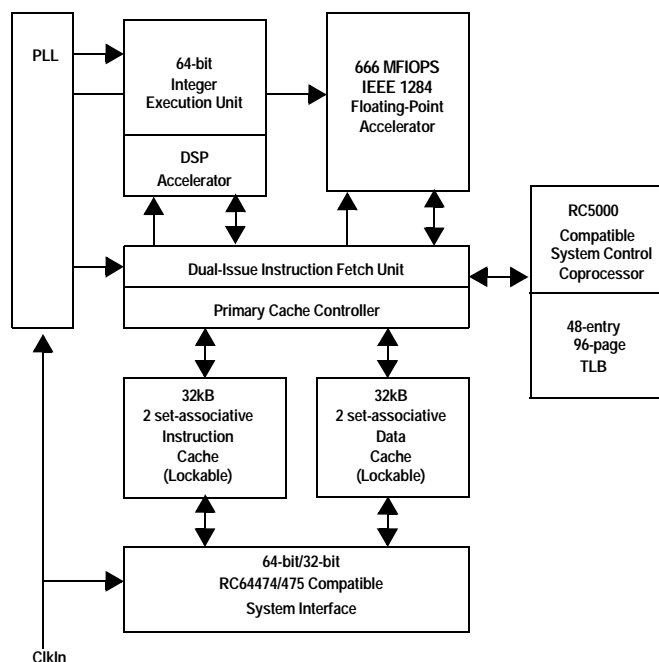 PLL
64-bit
Integer
Execution Unit
DSP
Accelerator
666 MFIOPS
IEEE 1284
Floating-Point
Accelerator
RC5000
Compatible
System Control
Coprocessor
48-entry
96-page
TLB
Dual-Issue Instruction Fetch Unit
Primary Cache Controller
32kB
2 set-associative
Instruction
Cache
(Lockable)
32kB
2 set-associative
Data
Cache
(Lockable)
64-bit/32-bit
RC64474/475 Compatible
System Interface
ClkIn